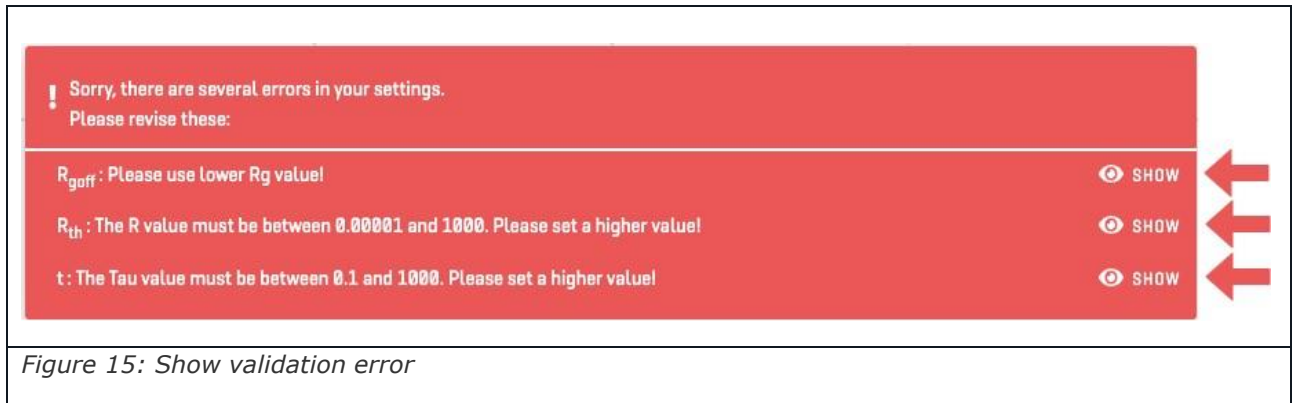 ! Sorry, there are several errors in your settings.
Please revise these:
Rgoff : Please use lower Rg value! SHOW
Rth : The R value must be between 0.00001 and 1000. Please set a higher value! SHOW
t : The Tau value must be between 0.1 and 1000. Please set a higher value! SHOW
Figure 15: Show validation error